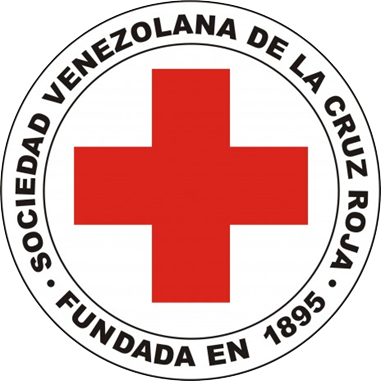 SOCIEDAD VENEZOLANA DE LA CRUZ ROJA
· FUNDADA EN 1895 ·